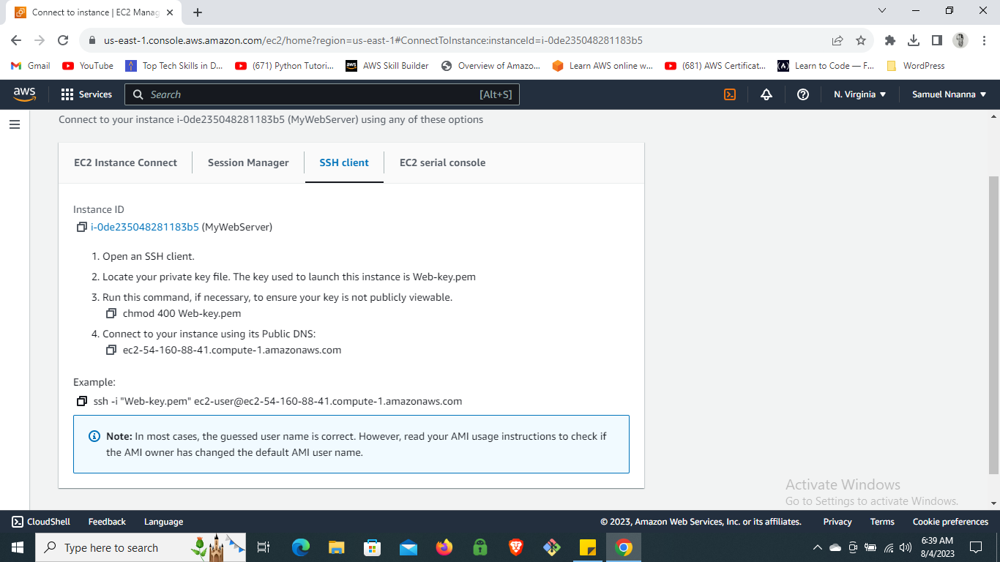 Connect to instance | EC2 Manag
us-east-1.console.aws.amazon.com/ec2/home?region=us-east-1#ConnectToInstance:instanceId=i-0de235048281183b5
Gmail YouTube Top Tech Skills in D... (671) Python Tutori... aws AWS Skill Builder Overview of Amazo... Learn AWS online w... (681) AWS Certificat... Learn to Code — F... WordPress
aws Services Search [Alt+S] N. Virginia Samuel Nnanna
Connect to your instance i-0de235048281183b5 (MyWebServer) using any of these options
EC2 Instance Connect Session Manager SSH client EC2 serial console
Instance ID
i-0de235048281183b5 (MyWebServer)
1. Open an SSH client.
2. Locate your private key file. The key used to launch this instance is Web-key.pem
3. Run this command, if necessary, to ensure your key is not publicly viewable.
chmod 400 Web-key.pem
4. Connect to your instance using its Public DNS:
ec2-54-160-88-41.compute-1.amazonaws.com
Example:
ssh -i "Web-key.pem" ec2-user@ec2-54-160-88-41.compute-1.amazonaws.com
Note: In most cases, the guessed user name is correct. However, read your AMI usage instructions to check if
the AMI owner has changed the default AMI user name.
Activate Windows
Go to Settings to activate Windows.
CloudShell Feedback Language © 2023, Amazon Web Services, Inc. or its affiliates. Privacy Terms Cookie preferences
Type here to search
6:39 AM
8/4/2023